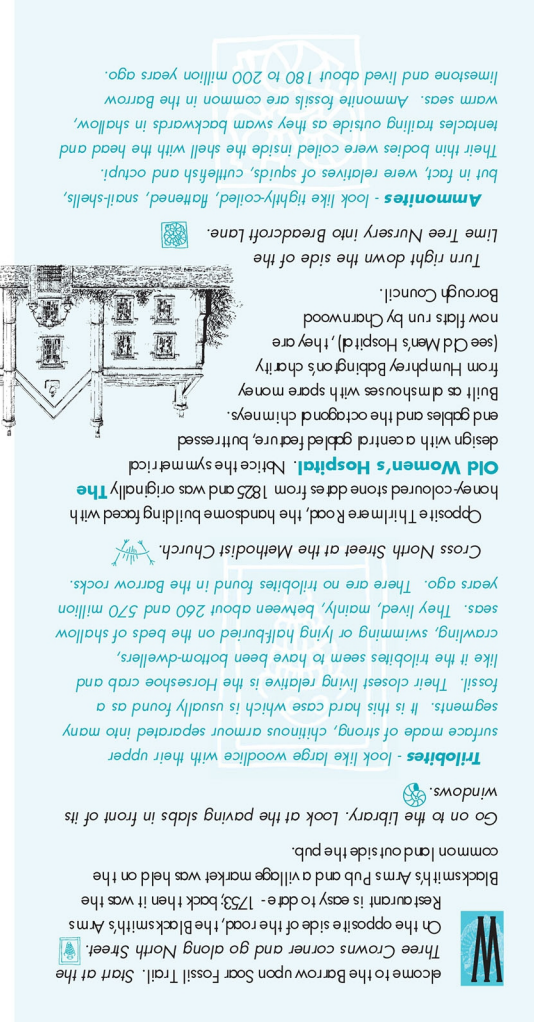 Welcome to the Barrow upon Soar Fossil Trail. Start at the
Three Crowns corner and go along North Street.
On the opposite side of the road, the Blacksmith's Arms
Restaurant is easy to date - 1753; back then it was the
Blacksmith's Arms Pub and a village market was held on the
common land outside the pub.
Go on to the Library. Look at the paving slabs in front of its
windows.
Trilobites - look like large woodlice with their upper
surface made of strong, chitinous armour separated into many
segments. It is this hard case which is usually found as a
fossil. Their closest living relative is the Horseshoe crab and
like it the trilobites seem to have been bottom-dwellers,
crawling, swimming or lying half-buried on the beds of shallow
seas. They lived, mainly, between about 260 and 570 million
years ago. There are no trilobites found in the Barrow rocks.
Cross North Street at the Methodist Church.
Opposite Thirlmere Road, the handsome building faced with
honey-coloured stone dates from 1825 and was originally The
Old Women's Hospital. Notice the symmetrical
design with a central gabled feature, buttressed
end gables and the octagonal chimneys.
Built as almshouses with spare money
from Humphrey Babington's charity
(see Old Men's Hospital), they are
now flats run by Charnwood
Borough Council.
Turn right down the side of the
Lime Tree Nursery into Breadcroft Lane.
Ammonites - look like tightly-coiled, flattened, snail-shells,
but in fact, were relatives of squids, cuttlefish and octupi.
Their thin bodies were coiled inside the shell with the head and
tentacles trailing outside as they swam backwards in shallow,
warm seas. Ammonite fossils are common in the Barrow
limestone and lived about 180 to 200 million years ago.